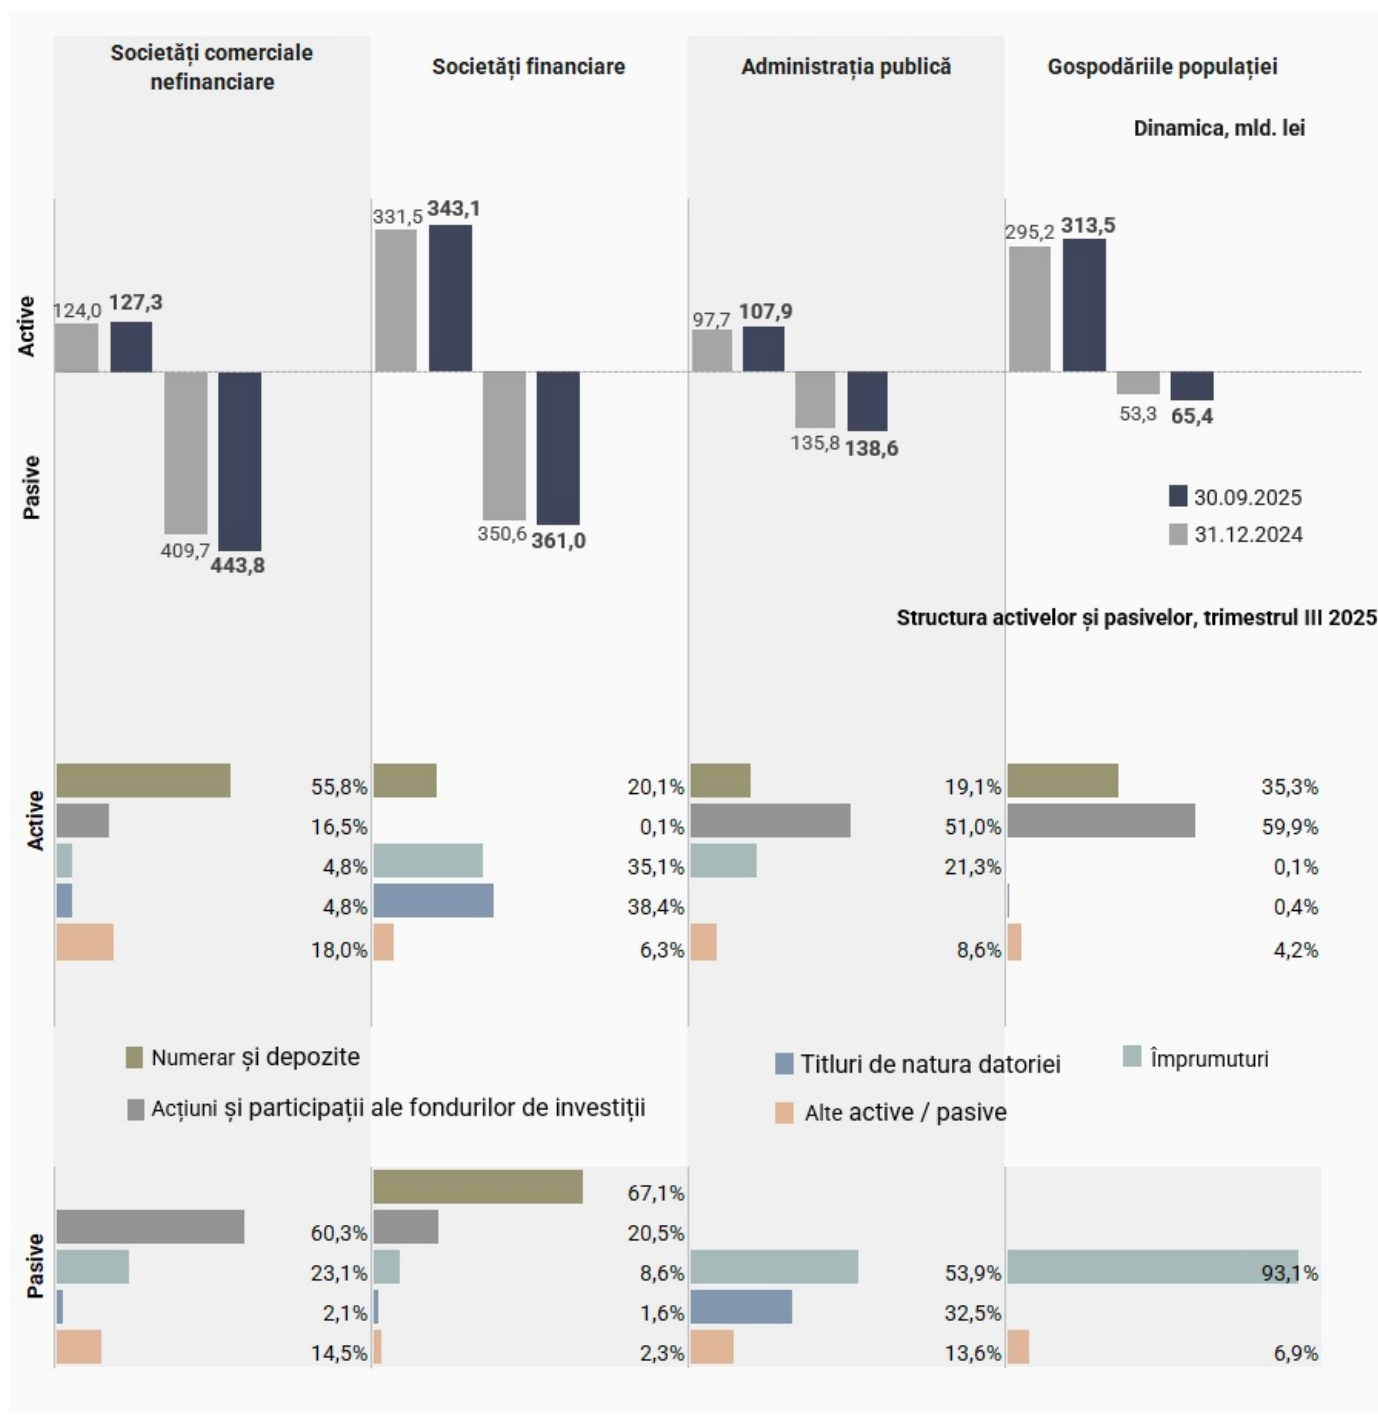 Societăți comerciale
nefinanciare
Societăți financiare
Administrația publică
Gospodăriile populației
Dinamica, mld. lei
Active
124,0 127,3
331,5 343,1
97,7 107,9
295,2 313,5
Pasive
409,7 443,8
350,6 361,0
135,8 138,6
53,3 65,4
30.09.2025
31.12.2024
Structura activelor și pasivelor, trimestrul III 2025
Active
55,8% 20,1% 19,1% 35,3%
16,5% 0,1% 51,0% 59,9%
4,8% 35,1% 21,3% 0,1%
4,8% 38,4% 0,4%
18,0% 6,3% 8,6% 4,2%
Numerar și depozite
Titluri de natura datoriei
Împrumuturi
Acțiuni și participații ale fondurilor de investiții
Alte active / pasive
Pasive
67,1%
60,3% 20,5%
23,1% 8,6% 53,9% 93,1%
2,1% 1,6% 32,5%
14,5% 2,3% 13,6% 6,9%